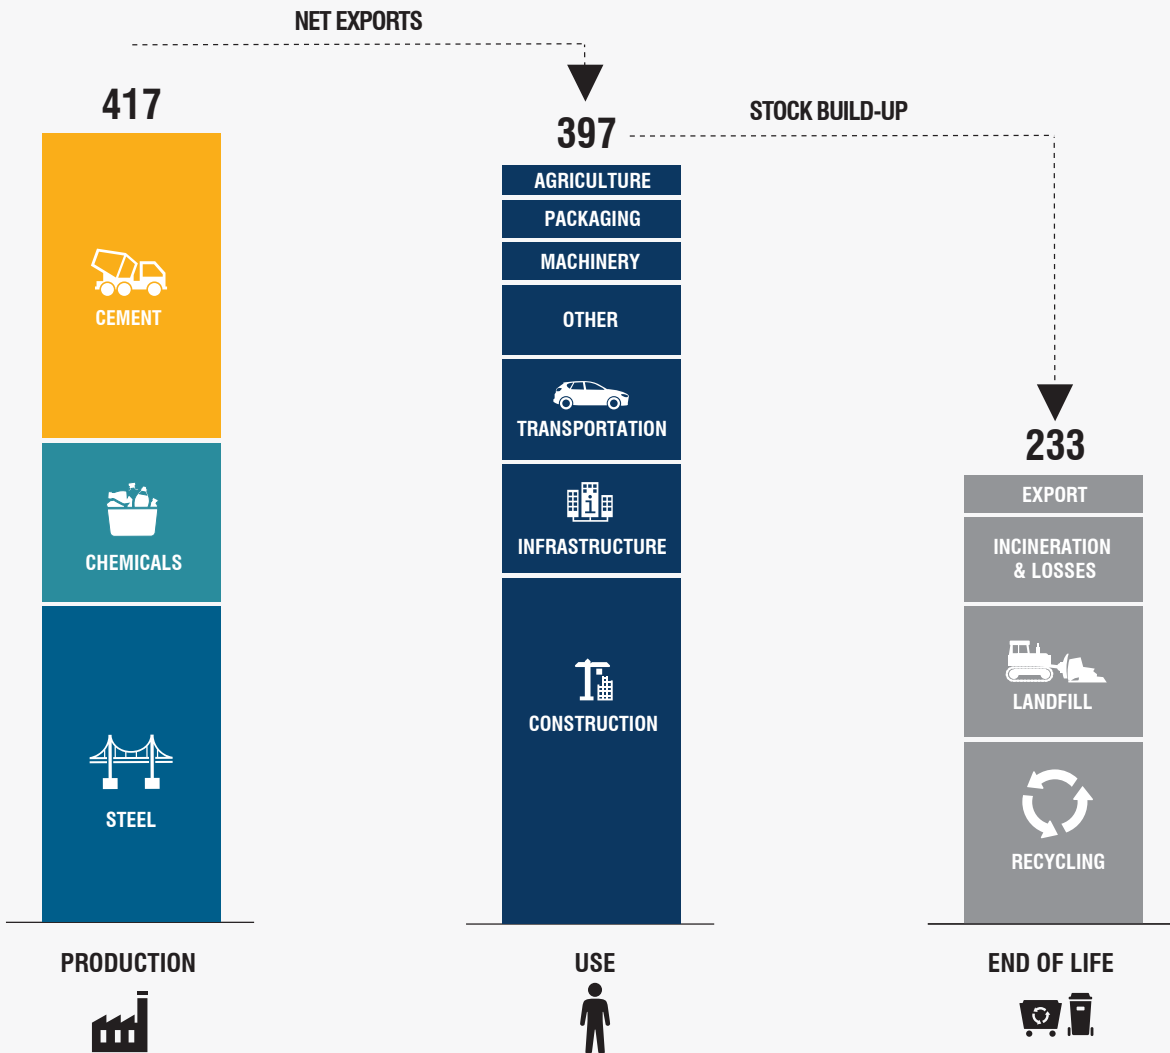 NET EXPORTS
417
CEMENT
CHEMICALS
STEEL
PRODUCTION
397
STOCK BUILD-UP
AGRICULTURE
PACKAGING
MACHINERY
OTHER
TRANSPORTATION
i
INFRASTRUCTURE
CONSTRUCTION
USE
233
EXPORT
INCINERATION
& LOSSES
LANDFILL
RECYCLING
END OF LIFE